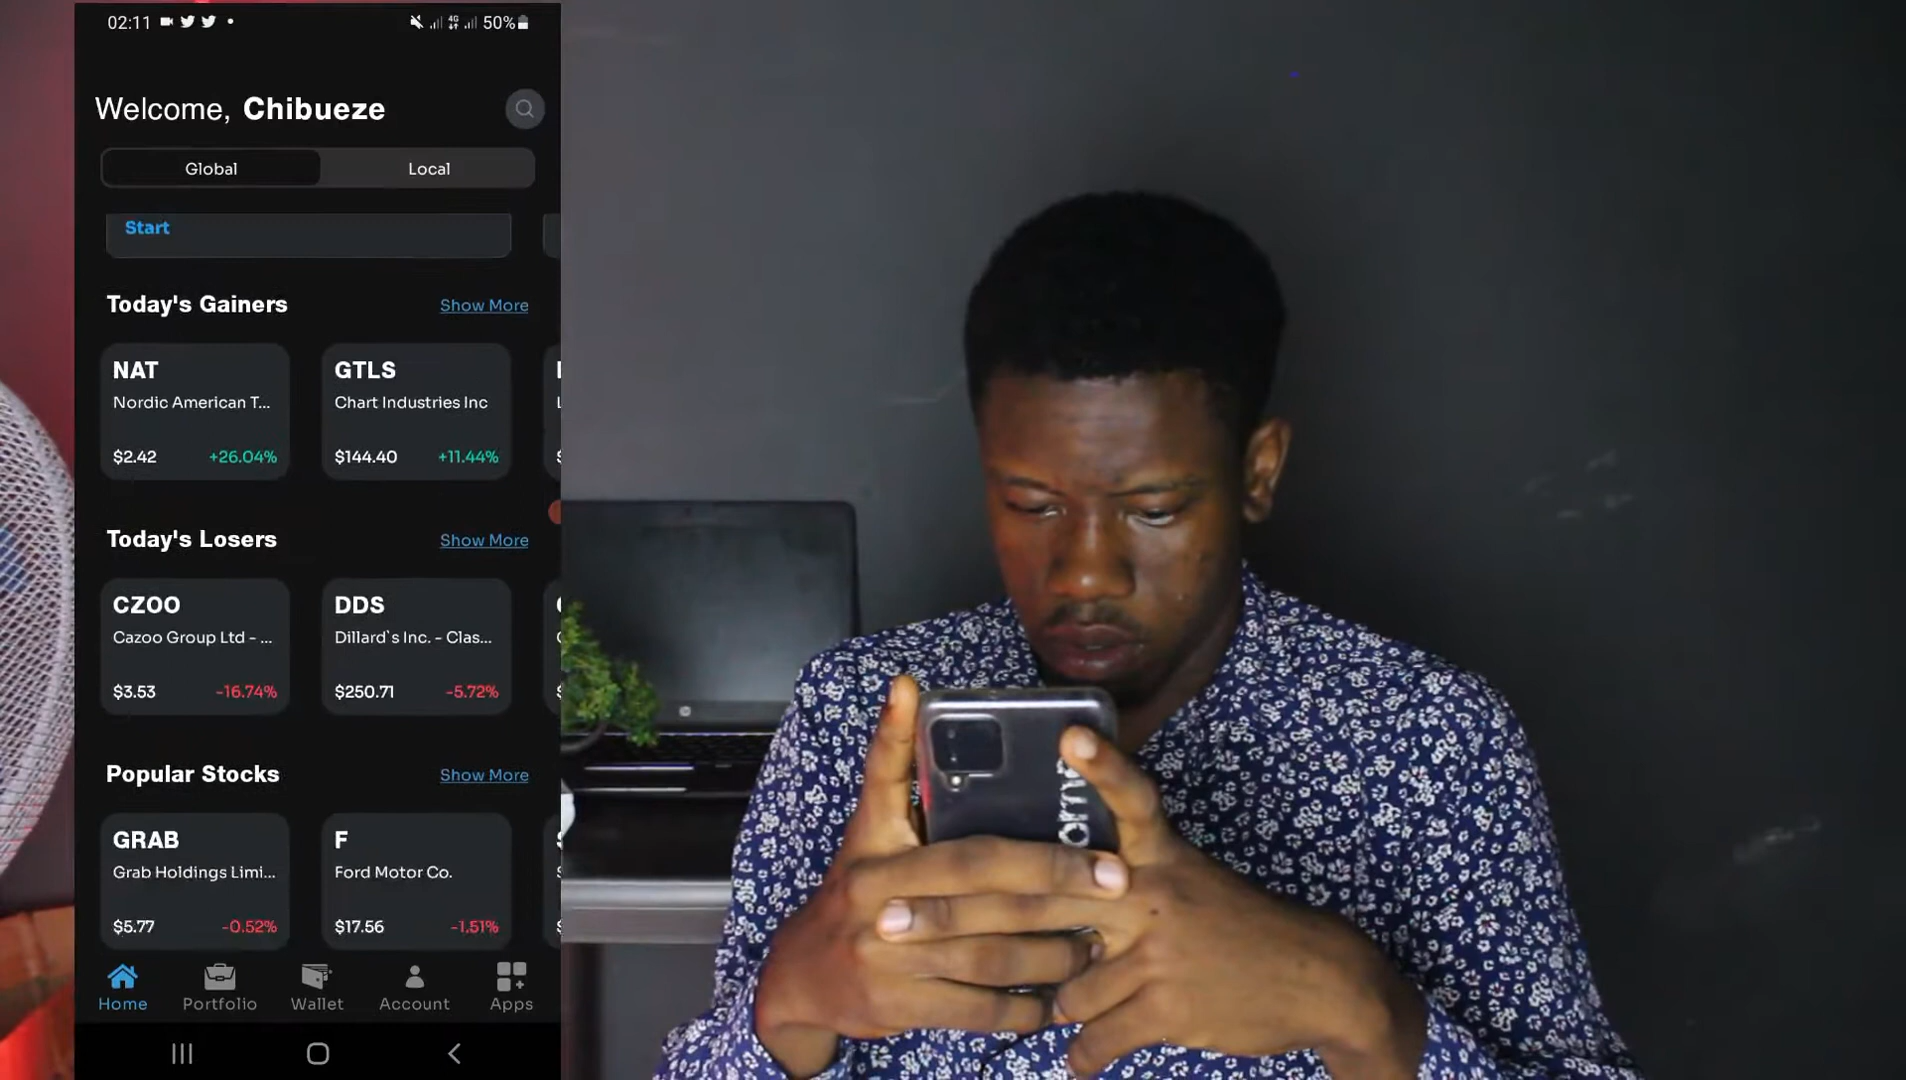 02:11 4G 50%
Welcome, Chibueze
Global Local
Start
Today's Gainers Show More
NAT GTLS
Nordic American T... Chart Industries Inc
$2.42 +26.04% $144.40 +11.44%
Today's Losers Show More
CZOO DDS
Cazoo Group Ltd - ... Dillard`s Inc. - Clas...
$3.53 -16.74% $250.71 -5.72%
Popular Stocks Show More
GRAB F
Grab Holdings Limi... Ford Motor Co.
$5.77 -0.52% $17.56 -1.51%
Home Portfolio Wallet Account Apps